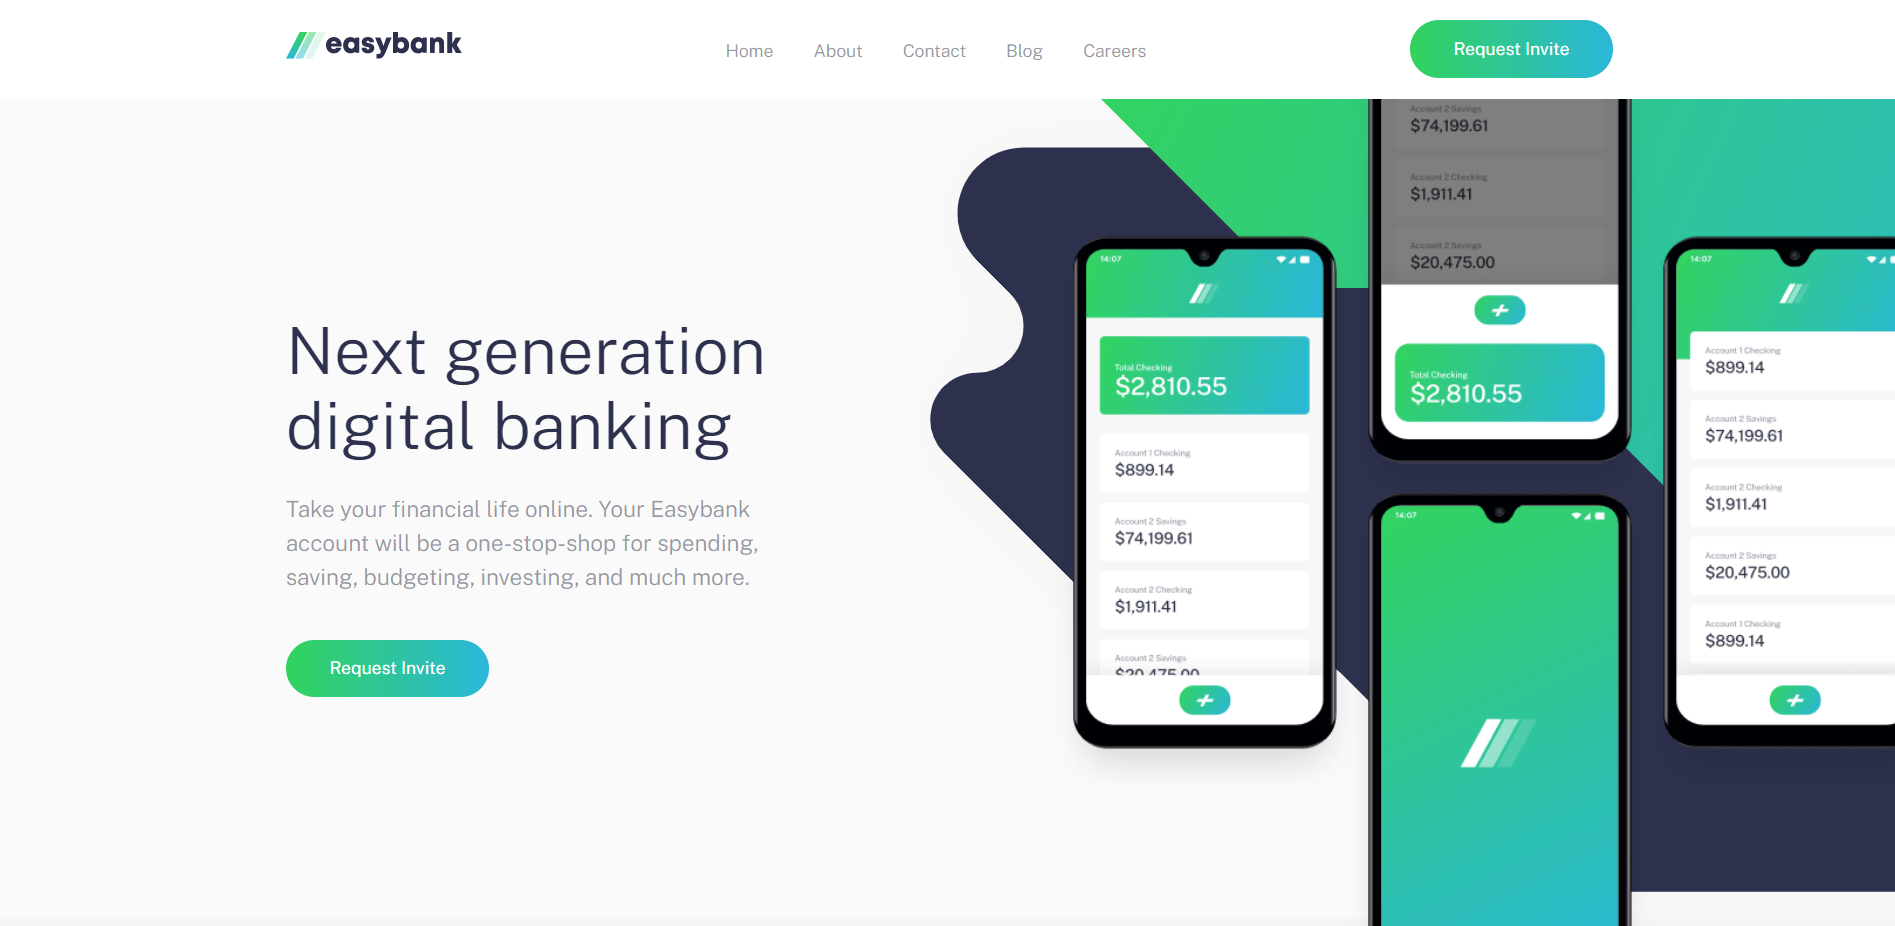 easybank
Home
About
Contact
Blog
Careers
Request Invite
Next generation
digital banking
Take your financial life online. Your Easybank
account will be a one-stop-shop for spending,
saving, budgeting, investing, and much more.
Request Invite
14:07
Total Checking
$2,810.55
Account 1 Checking
$899.14
Account 2 Savings
$74,199.61
Account 2 Checking
$1,911.41
Account 2 Savings
$20,475.00
Account 2 Savings
$74,199.61
Account 2 Checking
$1,911.41
Account 2 Savings
$20,475.00
Total Checking
$2,810.55
14:07
14:07
Account 1 Checking
$899.14
Account 2 Savings
$74,199.61
Account 2 Checking
$1,911.41
Account 2 Savings
$20,475.00
Account 1 Checking
$899.14